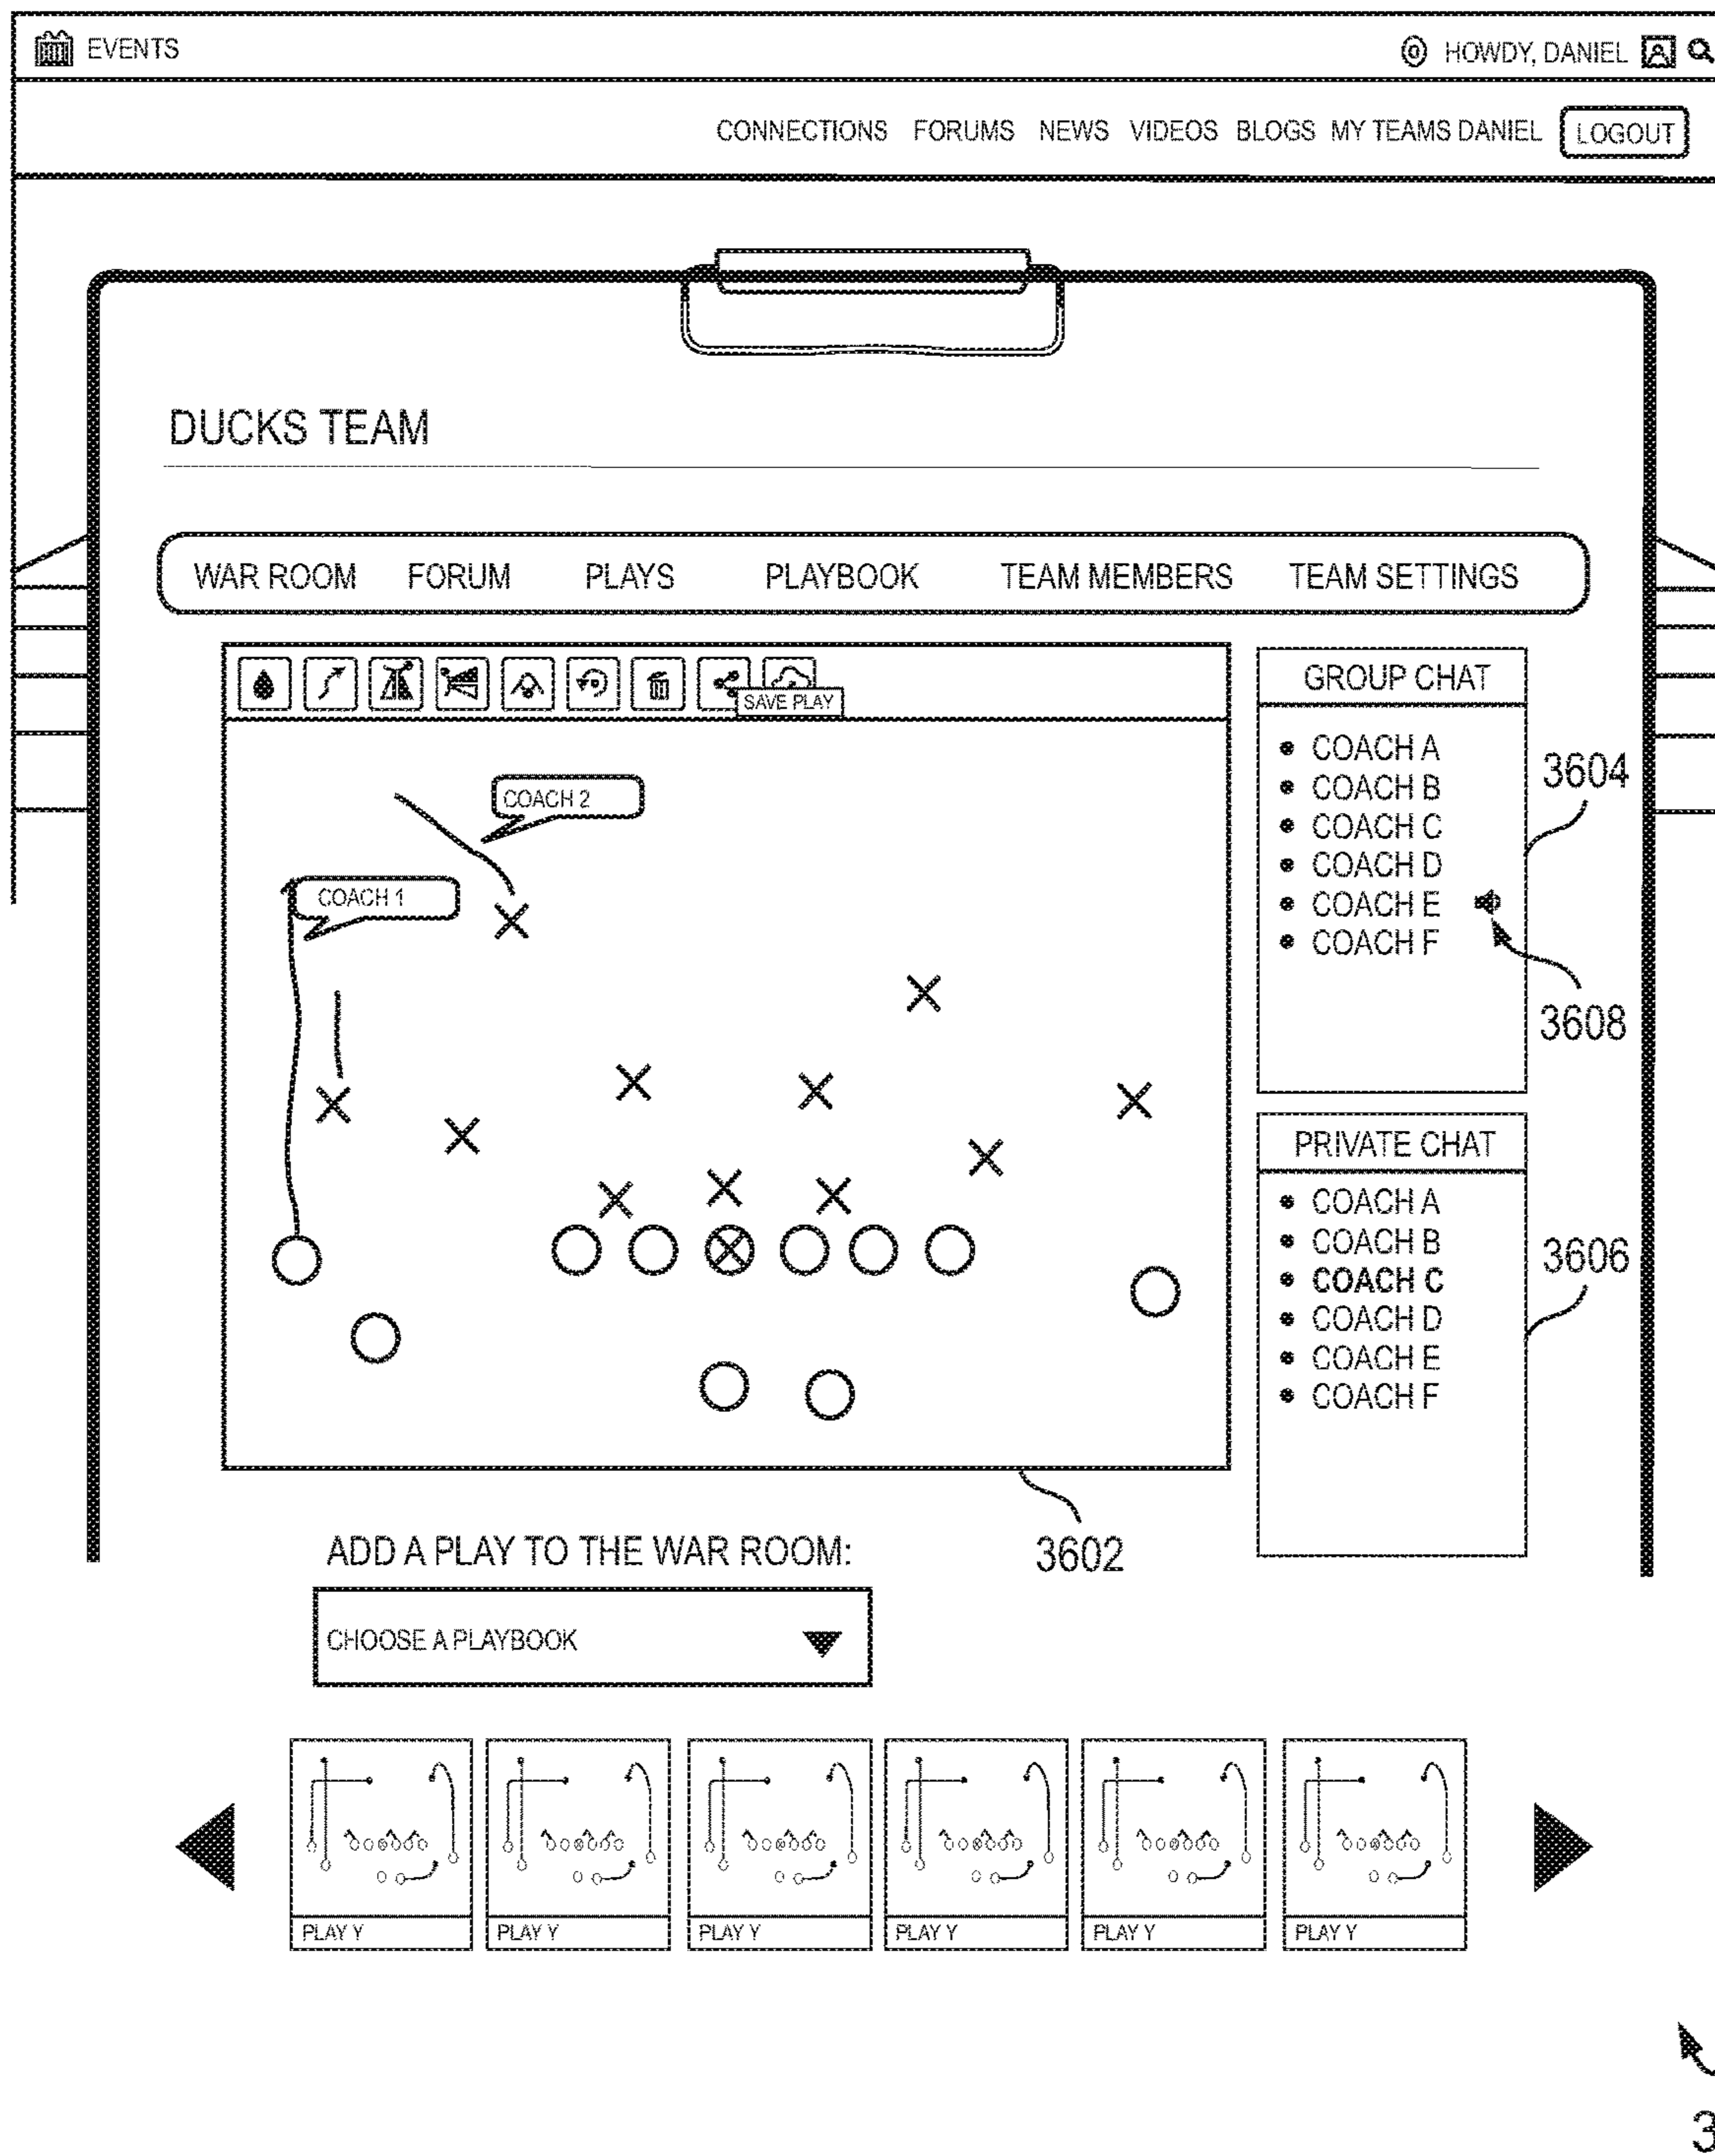 EVENTS
HOWDY, DANIEL
CONNECTIONS FORUMS NEWS VIDEOS BLOGS MY TEAMS DANIEL LOGOUT
DUCKS TEAM
WAR ROOM FORUM PLAYS PLAYBOOK TEAM MEMBERS TEAM SETTINGS
SAVE PLAY
COACH 2
COACH 1
GROUP CHAT
• COACH A
• COACH B
• COACH C
• COACH D
• COACH E
• COACH F
3604
3608
PRIVATE CHAT
• COACH A
• COACH B
• COACH C
• COACH D
• COACH E
• COACH F
3606
3602
ADD A PLAY TO THE WAR ROOM:
CHOOSE A PLAYBOOK
PLAY Y PLAY Y PLAY Y PLAY Y PLAY Y PLAY Y